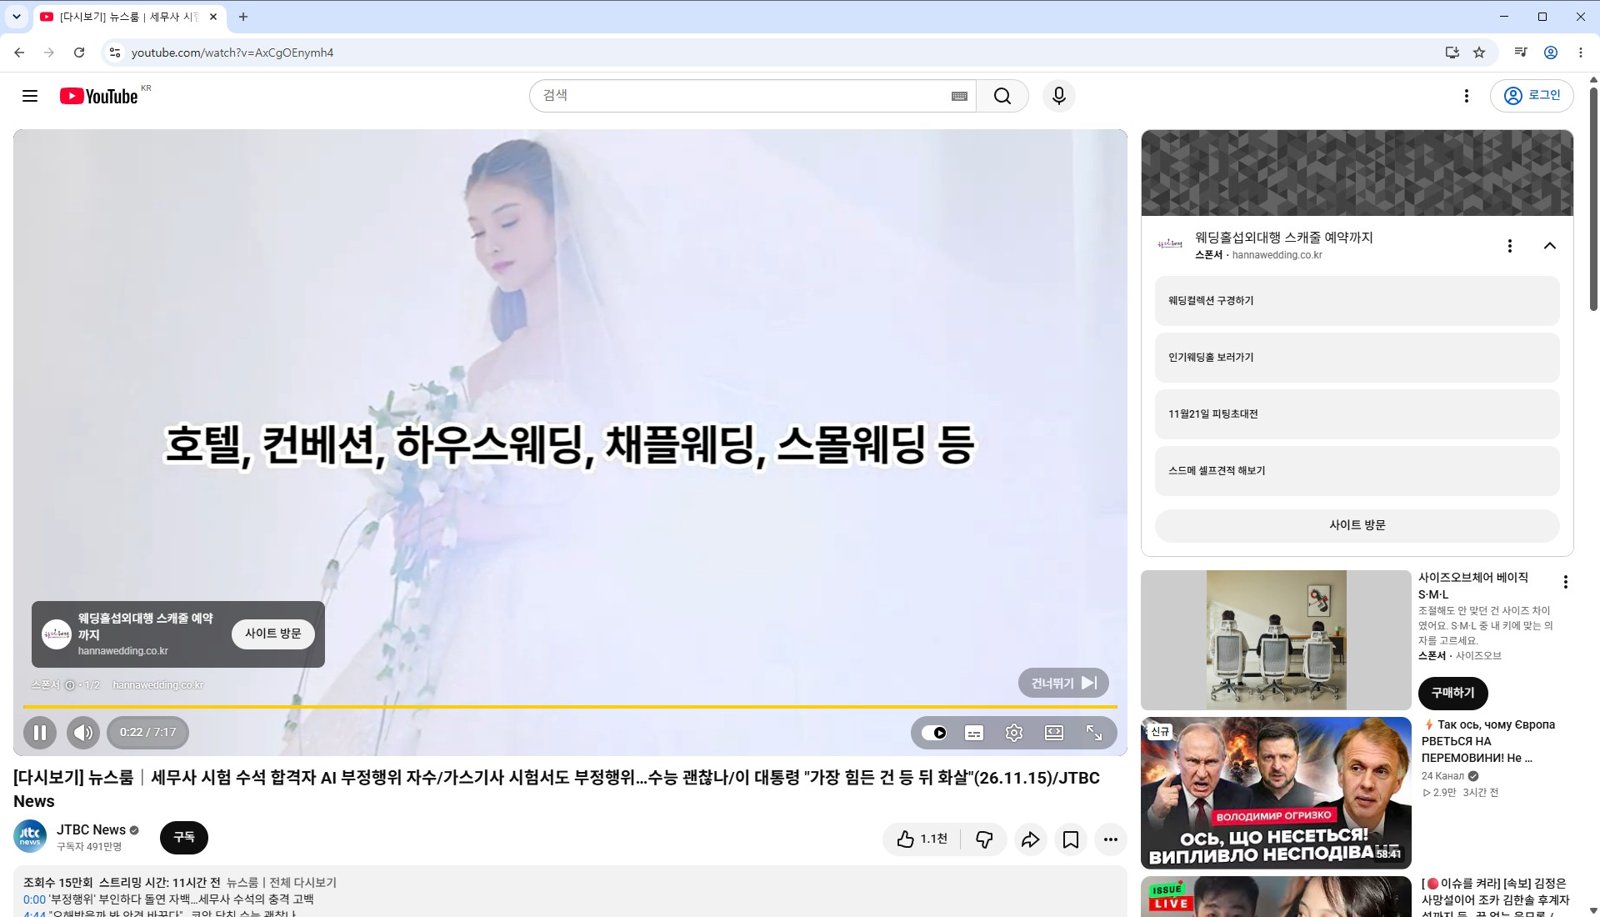 [다시보기] 뉴스룸 | 세무사 시험
youtube.com/watch?v=AxCgOEnymh4
YouTube KR
검색
로그인
호텔, 컨베션, 하우스웨딩, 채플웨딩, 스몰웨딩 등
웨딩홀섭외대행 스캐줄 예약
까지
hannawedding.co.kr
사이트 방문
스폰서 · 1/2 hannawedding.co.kr
건너뛰기
0:22 / 7:17
[다시보기] 뉴스룸｜세무사 시험 수석 합격자 AI 부정행위 자수/가스기사 시험서도 부정행위…수능 괜찮나/이 대통령 "가장 힘든 건 등 뒤 화살"(26.11.15)/JTBC
News
jtbc
news
JTBC News
구독자 491만명
구독
1.1천
조회수 15만회 스트리밍 시간: 11시간 전 뉴스룸 | 전체 다시보기
0:00 '부정행위' 부인하다 돌연 자백...세무사 수석의 충격 고백
웨딩홀섭외대행 스캐줄 예약까지
스폰서 · hannawedding.co.kr
웨딩컬렉션 구경하기
인기웨딩홀 보러가기
11월21일 피팅초대전
스드메 셀프견적 해보기
사이트 방문
사이즈오브체어 베이직
S·M·L
조절해도 안 맞던 건 사이즈 차이
였어요. S·M·L 중 내 키에 맞는 의
자를 고르세요.
스폰서 · 사이즈오브
구매하기
신규
ВОЛОДИМИР ОГРИЗКО
ОСЬ, ЩО НЕСЕТЬСЯ!
ВИПЛИВЛО НЕСПОДІВА
58:41
⚡ Так ось, чому Європа
РВЕТЬСЯ НА
ПЕРЕМОВИНИ! Не ...
24 Канал
2.9만 3시간 전
ISSUE
LIVE
[🔴이슈를 켜라] [속보] 김정은
사망설이어 조카 김한솔 후계자